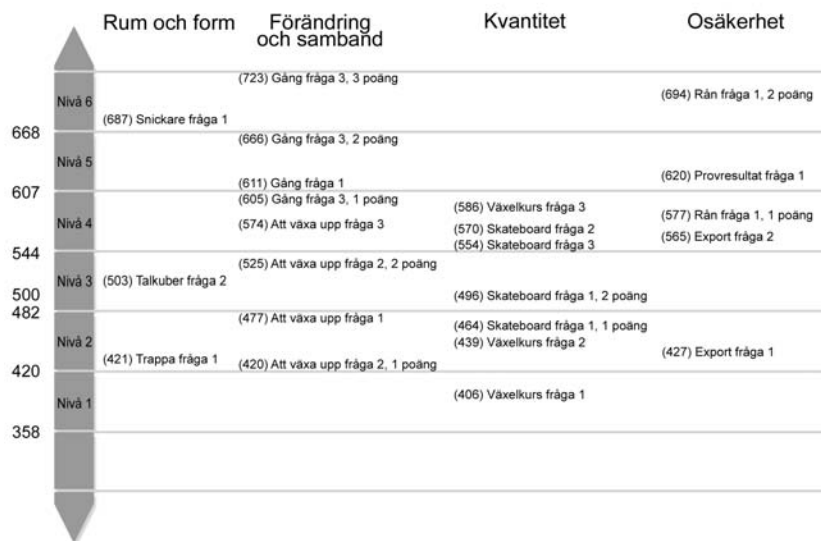 Rum och form
Förändring
och samband
Kvantitet
Osäkerhet
(723) Gång fråga 3, 3 poäng
Nivå 6
(694) Rån fråga 1, 2 poäng
(687) Snickare fråga 1
668
(666) Gång fråga 3, 2 poäng
Nivå 5
(620) Provresultat fråga 1
(611) Gång fråga 1
607
(605) Gång fråga 3, 1 poäng
(586) Växelkurs fråga 3
Nivå 4
(574) Att växa upp fråga 3
(577) Rån fråga 1, 1 poäng
(570) Skateboard fråga 2
(565) Export fråga 2
(554) Skateboard fråga 3
544
(525) Att växa upp fråga 2, 2 poäng
Nivå 3
(503) Talkuber fråga 2
500
(496) Skateboard fråga 1, 2 poäng
482
(477) Att växa upp fråga 1
(464) Skateboard fråga 1, 1 poäng
Nivå 2
(439) Växelkurs fråga 2
(427) Export fråga 1
(421) Trappa fråga 1
(420) Att växa upp fråga 2, 1 poäng
420
(406) Växelkurs fråga 1
Nivå 1
358